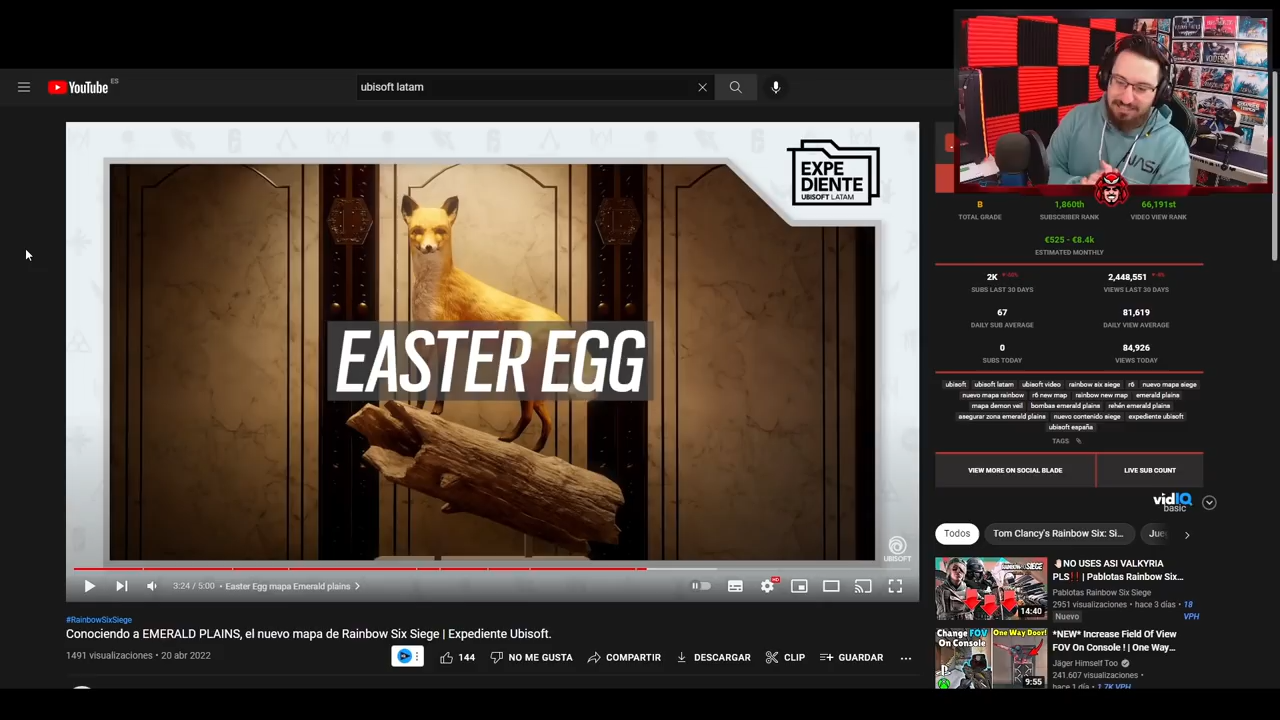 YouTube ES
ubisoft latam
EXPE
DIENTE
UBISOFT LATAM
EASTER EGG
UBISOFT
3:24 / 5:00 • Easter Egg mapa Emerald plains
HD
#RainbowSixSiege
Conociendo a EMERALD PLAINS, el nuevo mapa de Rainbow Six Siege | Expediente Ubisoft.
1491 visualizaciones • 20 abr 2022
144
NO ME GUSTA
COMPARTIR
DESCARGAR
CLIP
GUARDAR
NASA
B
1,860th
66,191st
TOTAL GRADE
SUBSCRIBER RANK
VIDEO VIEW RANK
€525 - €8.4k
ESTIMATED MONTHLY
2K
2,448,551
SUBS LAST 30 DAYS
VIEWS LAST 30 DAYS
67
81,619
DAILY SUB AVERAGE
DAILY VIEW AVERAGE
0
84,926
SUBS TODAY
VIEWS TODAY
ubisoft ubisoft latam ubisoft video rainbow six siege r6 nuevo mapa siege
nuevo mapa rainbow r6 new map rainbow new map emerald plains
mapa demon veil bombas emerald plains rehén emerald plains
asegurar zona emerald plains nuevo contenido siege expediente ubisoft
ubisoft españa
TAGS
VIEW MORE ON SOCIAL BLADE
LIVE SUB COUNT
vidIQ
basic
Todos
Tom Clancy's Rainbow Six: Si...
Jue
NO USES ASI VALKYRIA
PLS‼️ | Pablotas Rainbow Six...
Pablotas Rainbow Six Siege
2951 visualizaciones • hace 3 días • 18
VPH
Nuevo
14:40
Change FOV
On Console
One Way Door!
9:55
*NEW* Increase Field Of View
FOV On Console ! | One Way...
Jäger Himself Too
241.607 visualizaciones •
hace 1 día • 1.7K VPH